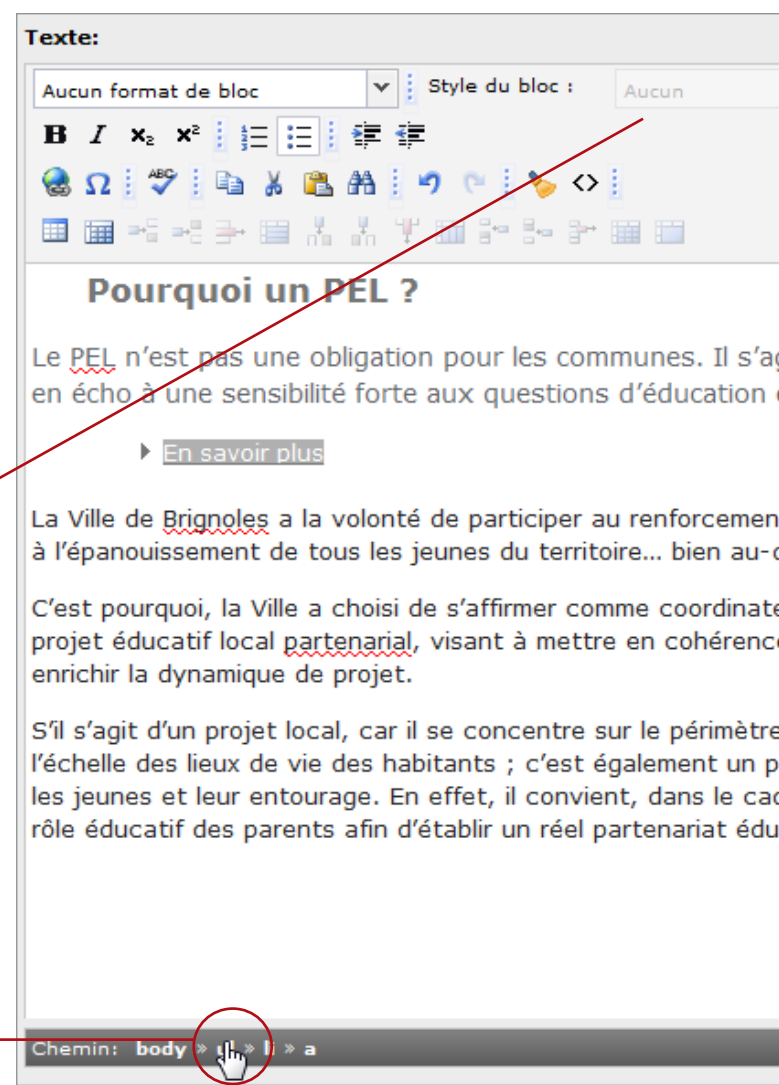 Texte:
Aucun format de bloc Style du bloc : Aucun
B I x₂ x²
Ω ABC <>
Pourquoi un PEL ?
Le PEL n’est pas une obligation pour les communes. Il s’a
en écho à une sensibilité forte aux questions d’éducation
En savoir plus
La Ville de Brignoles a la volonté de participer au renforcemen
à l’épanouissement de tous les jeunes du territoire… bien au-
C’est pourquoi, la Ville a choisi de s’affirmer comme coordinat
projet éducatif local partenarial, visant à mettre en cohérenc
enrichir la dynamique de projet.
S’il s’agit d’un projet local, car il se concentre sur le périmètre
l’échelle des lieux de vie des habitants ; c’est également un p
les jeunes et leur entourage. En effet, il convient, dans le ca
rôle éducatif des parents afin d’établir un réel partenariat édu
Chemin: body » ul » li » a